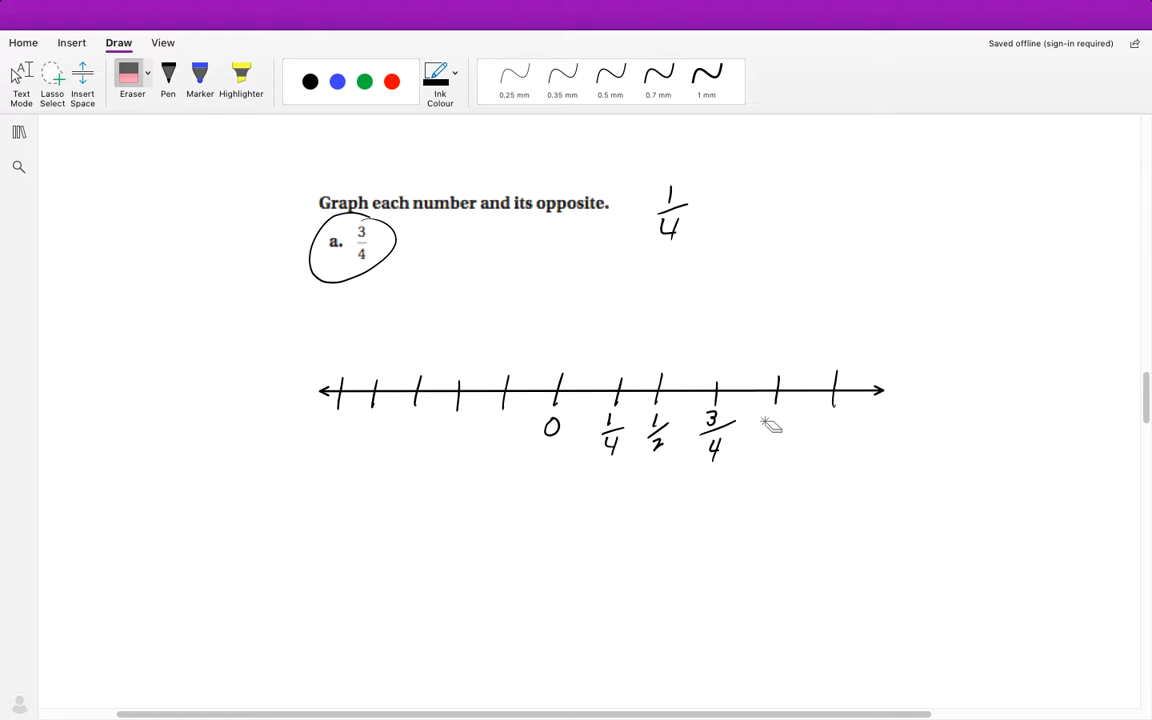 Home Insert Draw View
Saved offline (sign-in required)
Text Mode
Lasso Select
Insert Space
Eraser
Pen
Marker
Highlighter
Ink Colour
0.25 mm 0.35 mm 0.5 mm 0.7 mm 1 mm
Graph each number and its opposite.
1/4
a. 3/4
0 1/4 1/2 3/4